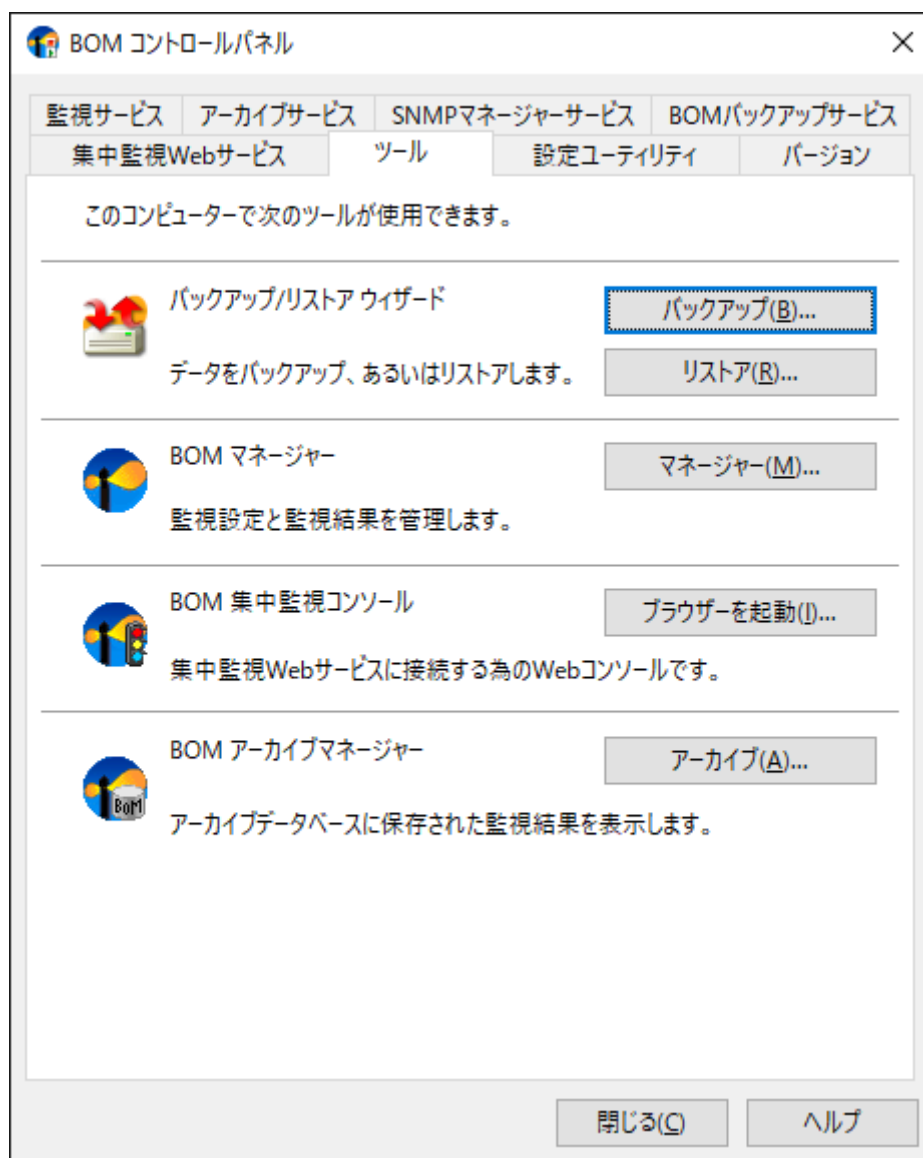 BOM コントロールパネル
監視サービス アーカイブサービス SNMPマネージャーサービス BOMバックアップサービス
集中監視Webサービス ツール 設定ユーティリティ バージョン
このコンピューターで次のツールが使用できます。
バックアップ/リストア ウィザード バックアップ(B)...
データをバックアップ、あるいはリストアします。 リストア(R)...
BOM マネージャー マネージャー(M)...
監視設定と監視結果を管理します。
BOM 集中監視コンソール ブラウザーを起動(I)...
集中監視Webサービスに接続する為のWebコンソールです。
BOM アーカイブマネージャー アーカイブ(A)...
BoM
アーカイブデータベースに保存された監視結果を表示します。
閉じる(C) ヘルプ